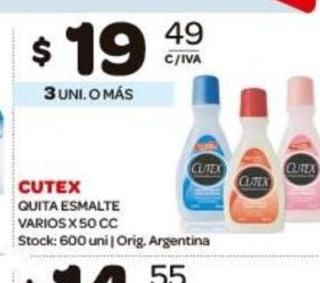 $ 19 49
C/IVA
3 UNI. O MÁS
CUTEX
CUTEX
CUTEX
CUTEX
QUITA ESMALTE
VARIOS X 50 CC
Stock: 600 uni | Orig. Argentina
55